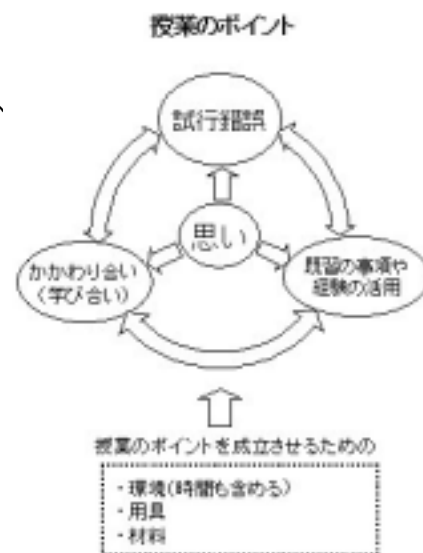 授業のポイント
試行錯誤
思い
かかわり合い
(学び合い)
既習の事項や
経験の活用
授業のポイントを成立させるための
・環境(時間も含める)
・用具
・材料